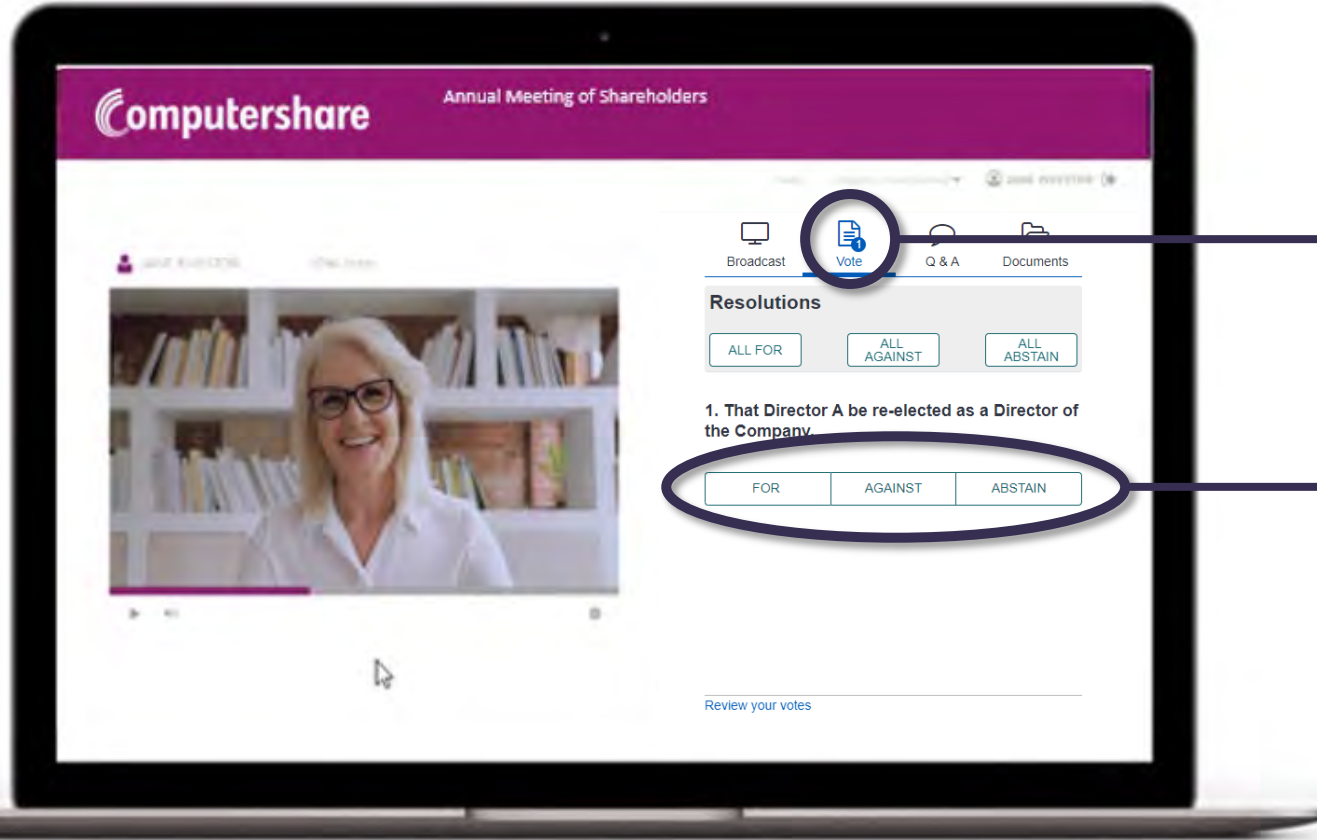 Computershare
Annual Meeting of Shareholders
Broadcast
Vote
1
Q & A
Documents
Resolutions
ALL FOR
ALL
AGAINST
ALL
ABSTAIN
1. That Director A be re-elected as a Director of
the Company.
FOR
AGAINST
ABSTAIN
Review your votes